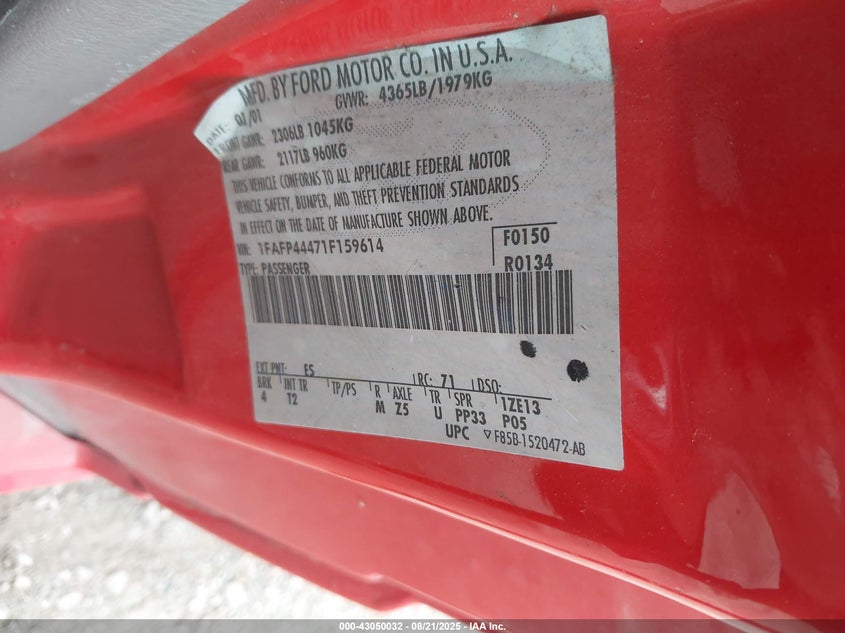 MFD. BY FORD MOTOR CO. IN U.S.A.
DATE: 01/01 GVWR: 4365LB/1979KG
FRONT GAWR: 2306LB 1045KG
REAR GAWR: 2117LB 960KG
THIS VEHICLE CONFORMS TO ALL APPLICABLE FEDERAL MOTOR
VEHICLE SAFETY, BUMPER, AND THEFT PREVENTION STANDARDS
IN EFFECT ON THE DATE OF MANUFACTURE SHOWN ABOVE.
VIN: 1FAFP44471F159614 F0150
TYPE: PASSENGER R0134
EXT PNT: ES RC: 71 DSO:
BRK INT TR TP/PS R AXLE TR SPR 1ZE13
4 T2 M Z5 U PP33 P05
UPC ▽F85B-1520472-AB
000-43050032 - 08/21/2025 - IAA Inc.